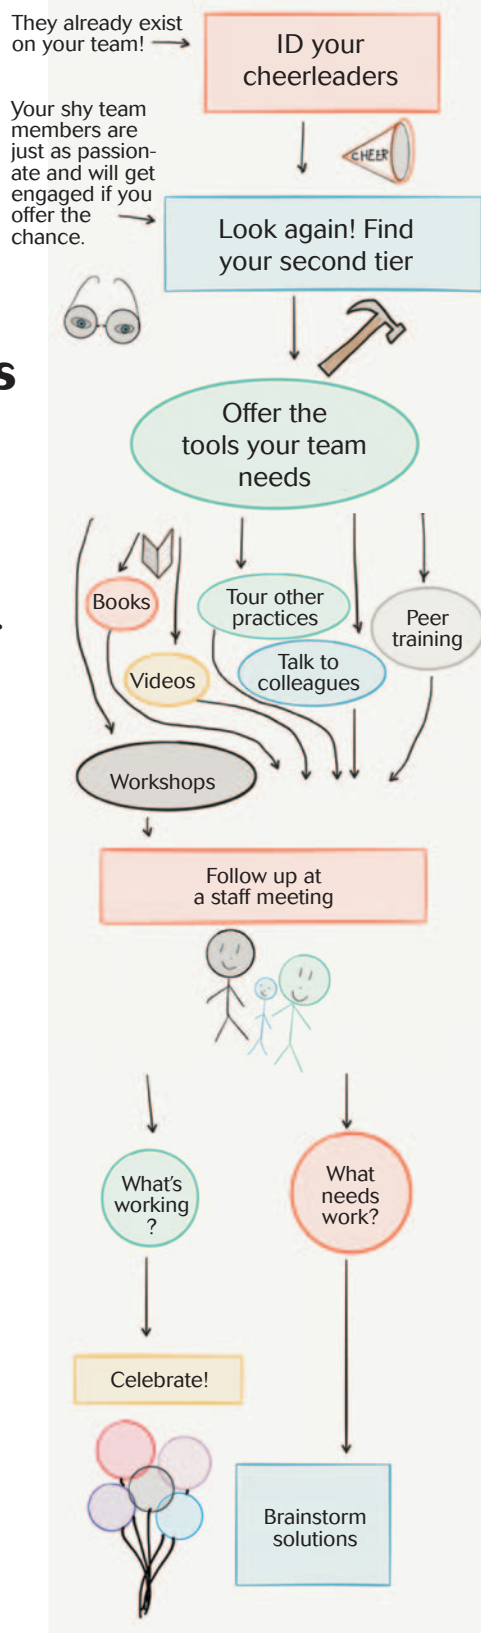 They already exist
on your team!
ID your
cheerleaders
CHEER
Your shy team
members are
just as passion-
ate and will get
engaged if you
offer the
chance.
Look again! Find
your second tier
s
Offer the
tools your team
needs
Books
Tour other
practices
.
Peer
training
Videos
Talk to
colleagues
Workshops
Follow up at
a staff meeting
What's
working
?
What
needs
work?
Celebrate!
Brainstorm
solutions